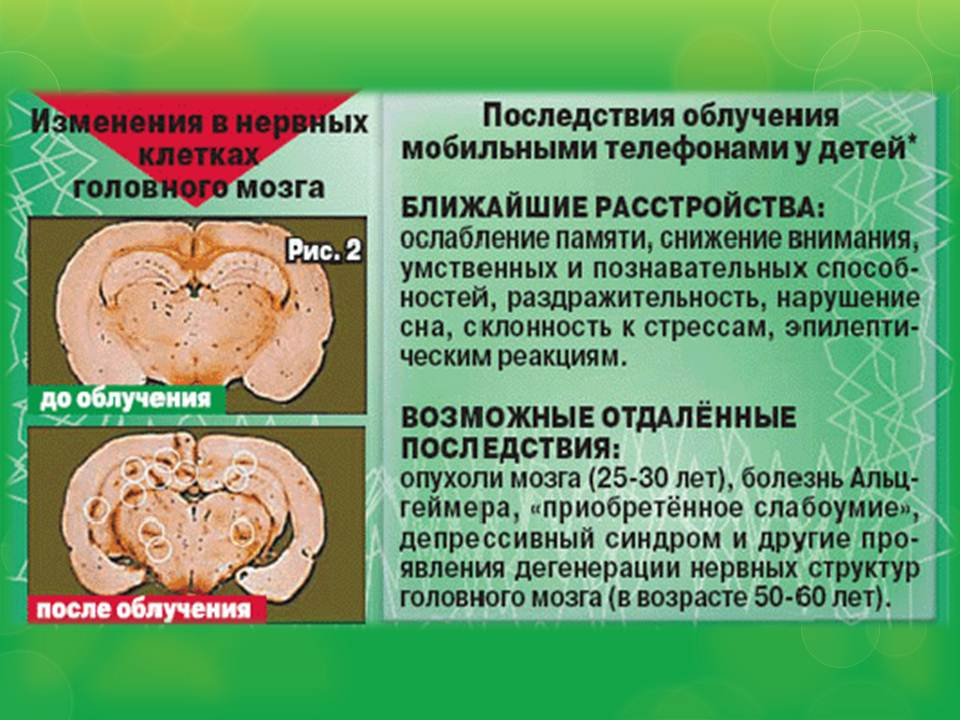 Изменения в нервных
клетках
головного мозга
Рис. 2
до облучения
после облучения
Последствия облучения
мобильными телефонами у детей*
БЛИЖАЙШИЕ РАССТРОЙСТВА:
ослабление памяти, снижение внимания,
умственных и познавательных способ-
ностей, раздражительность, нарушение
сна, склонность к стрессам, эпилепти-
ческим реакциям.
ВОЗМОЖНЫЕ ОТДАЛЁННЫЕ
ПОСЛЕДСТВИЯ:
опухоли мозга (25-30 лет), болезнь Альц-
геймера, «приобретённое слабоумие»,
депрессивный синдром и другие про-
явления дегенерации нервных структур
головного мозга (в возрасте 50-60 лет).